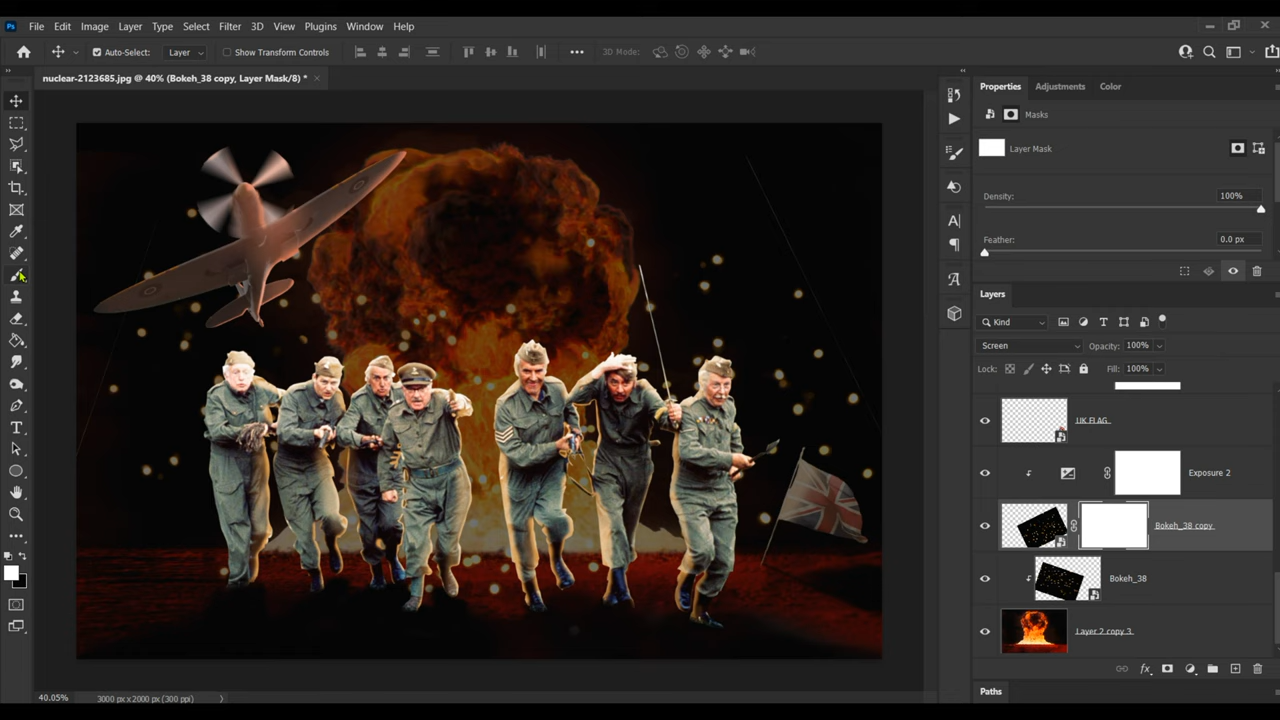 Ps File Edit Image Layer Type Select Filter 3D View Plugins Window Help
Auto-Select: Layer Show Transform Controls 3D Mode:
nuclear-2123685.jpg @ 40% (Bokeh_38 copy, Layer Mask/8) *
Properties Adjustments Color
Masks
Layer Mask
Density: 100%
Feather: 0.0 px
Layers
Kind
Screen Opacity: 100%
Lock: Fill: 100%
UK FLAG
Exposure 2
Bokeh_38 copy
Bokeh_38
Layer 2 copy 3
Paths
40.05% 3000 px x 2000 px (300 ppi)